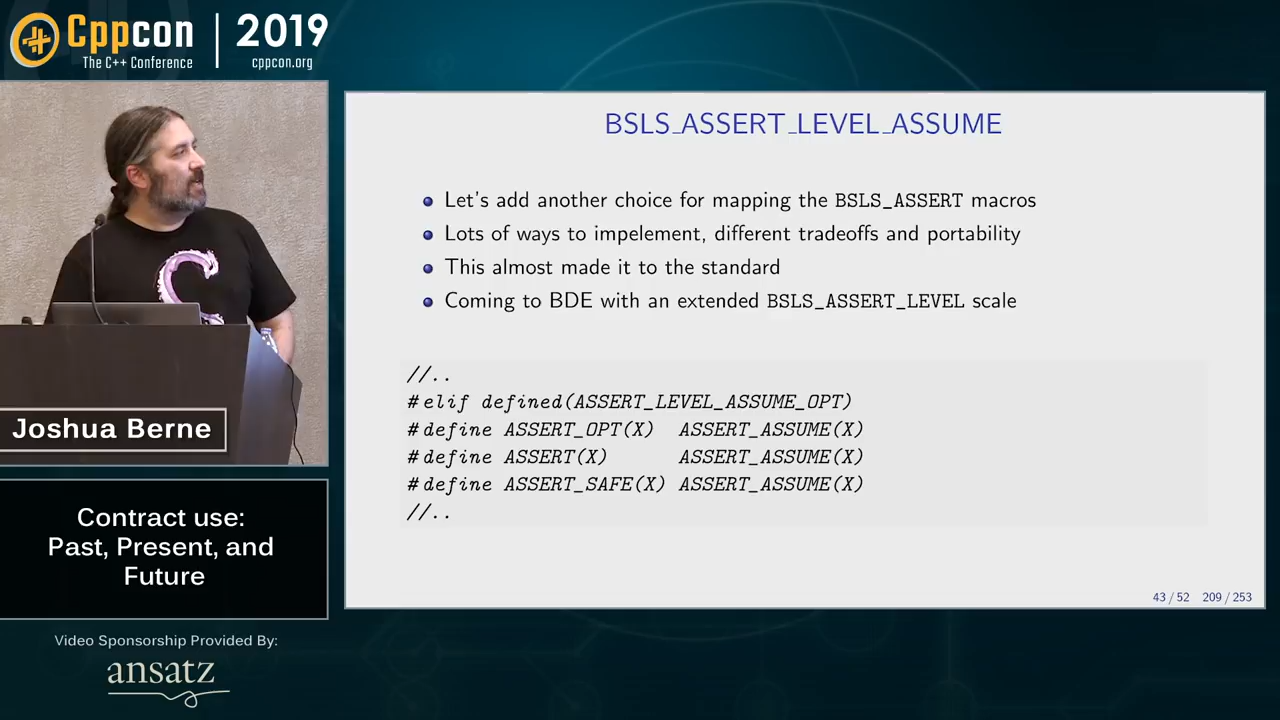 Cppcon
The C++ Conference
2019
cppcon.org
Joshua Berne
Contract use:
Past, Present, and
Future
Video Sponsorship Provided By:
ansatz
BSLS_ASSERT_LEVEL_ASSUME
Let's add another choice for mapping the BSLS_ASSERT macros
Lots of ways to impelement, different tradeoffs and portability
This almost made it to the standard
Coming to BDE with an extended BSLS_ASSERT_LEVEL scale
//..
#elif defined(ASSERT_LEVEL_ASSUME_OPT)
#define ASSERT_OPT(X) ASSERT_ASSUME(X)
#define ASSERT(X) ASSERT_ASSUME(X)
#define ASSERT_SAFE(X) ASSERT_ASSUME(X)
//..
43 / 52 209 / 253